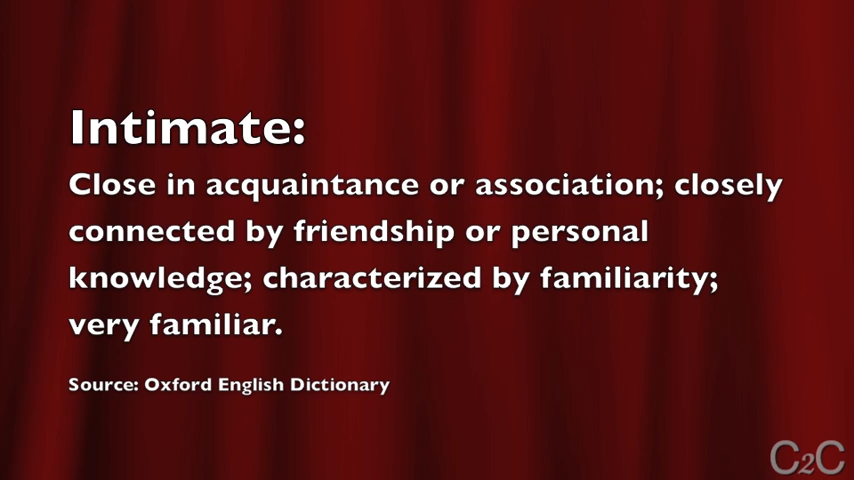 Intimate:
Close in acquaintance or association; closely
connected by friendship or personal
knowledge; characterized by familiarity;
very familiar.
Source: Oxford English Dictionary
C2C